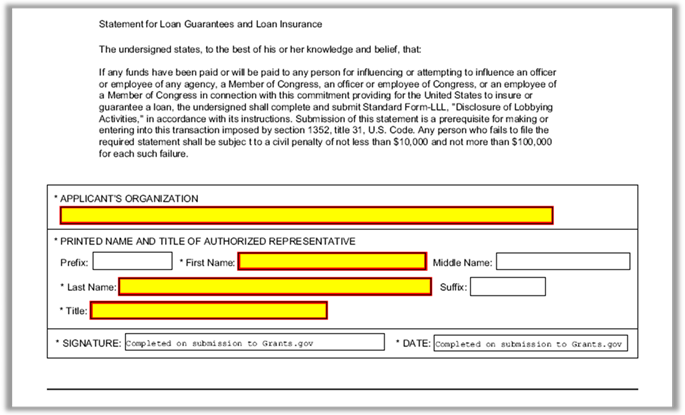 Statement for Loan Guarantees and Loan Insurance
The undersigned states, to the best of his or her knowledge and belief, that:
If any funds have been paid or will be paid to any person for influencing or attempting to influence an officer
or employee of any agency, a Member of Congress, an officer or employee of Congress, or an employee of
a Member of Congress in connection with this commitment providing for the United States to insure or
guarantee a loan, the undersigned shall complete and submit Standard Form-LLL, "Disclosure of Lobbying
Activities," in accordance with its instructions. Submission of this statement is a prerequisite for making or
entering into this transaction imposed by section 1352, title 31, U.S. Code. Any person who fails to file the
required statement shall be subjec t to a civil penalty of not less than $10,000 and not more than $100,000
for each such failure.
* APPLICANT'S ORGANIZATION
* PRINTED NAME AND TITLE OF AUTHORIZED REPRESENTATIVE
Prefix: * First Name: Middle Name:
* Last Name: Suffix:
* Title:
* SIGNATURE: Completed on submission to Grants.gov * DATE: Completed on submission to Grants.gov